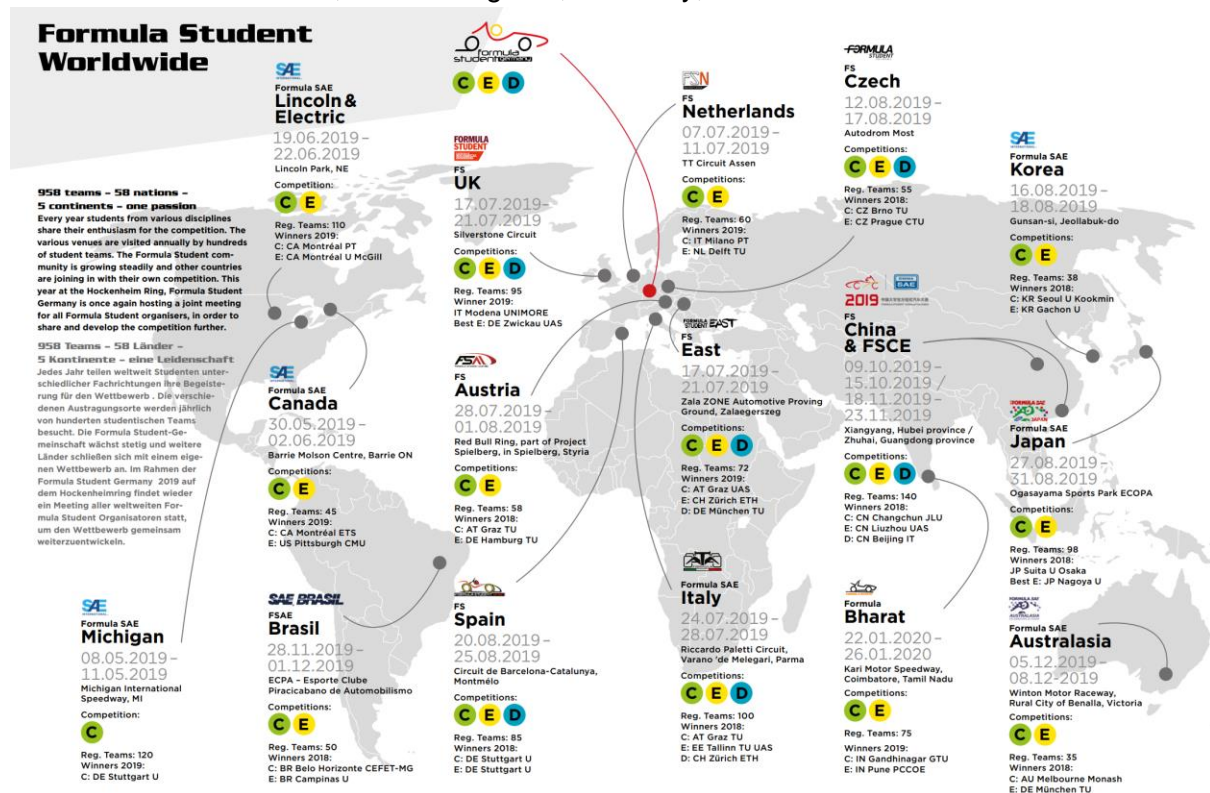 Formula Student
Worldwide
958 teams – 58 nations –
5 continents – one passion
Every year students from various disciplines
share their enthusiasm for the competition. The
various venues are visited annually by hundreds
of student teams. The Formula Student com-
munity is growing steadily and other countries
are joining in with their own competition. This
year at the Hockenheim Ring, Formula Student
Germany is once again hosting a joint meeting
for all Formula Student organisers, in order to
share and develop the competition further.
958 Teams – 58 Länder –
5 Kontinente – eine Leidenschaft
Jedes Jahr teilen weltweit Studenten unter-
schiedlicher Fachrichtungen ihre Begeiste-
rung für den Wettbewerb . Die verschie-
denen Austragungsorte werden jährlich
von hunderten studentischen Teams
besucht. Die Formula Student-Ge-
meinschaft wächst stetig und weitere
Länder schließen sich mit einem eige-
nen Wettbewerb an. Im Rahmen der
Formula Student Germany 2019 auf
dem Hockenheimring findet wieder
ein Meeting aller weltweiten For-
mula Student Organisatoren statt,
um den Wettbewerb gemeinsam
weiterzuentwickeln.
SAE
INTERNATIONAL
Formula SAE
Michigan
08.05.2019 –
11.05.2019
Michigan International
Speedway, MI
Competition:
C
Reg. Teams: 120
Winners 2019:
C: DE Stuttgart U
SAE
INTERNATIONAL
Formula SAE
Lincoln &
Electric
19.06.2019 –
22.06.2019
Lincoln Park, NE
Competition:
C E
Reg. Teams: 110
Winners 2019:
C: CA Montréal PT
E: CA Montréal U McGill
SAE
INTERNATIONAL
Formula SAE
Canada
30.05.2019 –
02.06.2019
Barrie Molson Centre, Barrie ON
Competitions:
C E
Reg. Teams: 45
Winners 2019:
C: CA Montréal ETS
E: US Pittsburgh CMU
SAE BRASIL
FSAE
Brasil
28.11.2019 –
01.12.2019
ECPA – Esporte Clube
Piracicabano de Automobilismo
Competitions:
C E
Reg. Teams: 50
Winners 2018:
C: BR Belo Horizonte CEFET-MG
E: BR Campinas U
formula
student germany
C E D
FORMULA
STUDENT
FS
UK
17.07.2019 –
21.07.2019
Silverstone Circuit
Competitions:
C E D
Reg. Teams: 95
Winner 2019:
IT Modena UNIMORE
Best E: DE Zwickau UAS
FSA
FS
Austria
28.07.2019 –
01.08.2019
Red Bull Ring, part of Project
Spielberg, in Spielberg, Styria
Competitions:
C E
Reg. Teams: 58
Winners 2018:
C: AT Graz TU
E: DE Hamburg TU
FS
Spain
20.08.2019 –
25.08.2019
Circuit de Barcelona-Catalunya,
Montmélo
Competitions:
C E D
Reg. Teams: 85
Winners 2018:
C: DE Stuttgart U
E: DE Stuttgart U
FSN
FS
Netherlands
07.07.2019 –
11.07.2019
TT Circuit Assen
Competitions:
C E
Reg. Teams: 60
Winners 2019:
C: IT Milano PT
E: NL Delft TU
FORMULA
STUDENT EAST
FS
East
17.07.2019 –
21.07.2019
Zala ZONE Automotive Proving
Ground, Zalaegerszeg
Competitions:
C E D
Reg. Teams: 72
Winners 2019:
C: AT Graz UAS
E: CH Zürich ETH
D: DE München TU
Formula SAE
Italy
24.07.2019 –
28.07.2019
Riccardo Paletti Circuit,
Varano 'de Melegari, Parma
Competitions:
C E D
Reg. Teams: 100
Winners 2018:
C: AT Graz TU
E: EE Tallinn TU UAS
D: CH Zürich ETH
FORMULA
STUDENT
FS
Czech
12.08.2019 –
17.08.2019
Autodrom Most
Competitions:
C E D
Reg. Teams: 55
Winners 2018:
C: CZ Brno TU
E: CZ Prague CTU
SAE
2019
FS
China
& FSCE
09.10.2019 –
15.10.2019 /
18.11.2019 –
23.11.2019
Xiangyang, Hubei province /
Zhuhai, Guangdong province
Competitions:
C E D
Reg. Teams: 140
Winners 2018:
C: CN Changchun JLU
E: CN Liuzhou UAS
D: CN Beijing IT
Formula
Bharat
22.01.2020 –
26.01.2020
Kari Motor Speedway,
Coimbatore, Tamil Nadu
Competitions:
C E
Reg. Teams: 75
Winners 2019:
C: IN Gandhinagar GTU
E: IN Pune PCCOE
SAE
INTERNATIONAL
Formula SAE
Korea
16.08.2019 –
18.08.2019
Gunsan-si, Jeollabuk-do
Competitions:
C E
Reg. Teams: 38
Winners 2018:
C: KR Seoul U Kookmin
E: KR Gachon U
FORMULA SAE
JAPAN
Formula SAE
Japan
27.08.2019 –
31.08.2019
Ogasayama Sports Park ECOPA
Competitions:
C E
Reg. Teams: 98
Winners 2018:
JP Suita U Osaka
Best E: JP Nagoya U
FORMULA SAE
AUSTRALASIA
Formula SAE
Australasia
05.12.2019 –
08.12-2019
Winton Motor Raceway,
Rural City of Benalla, Victoria
Competitions:
C E
Reg. Teams: 35
Winners 2018:
C: AU Melbourne Monash
E: DE München TU